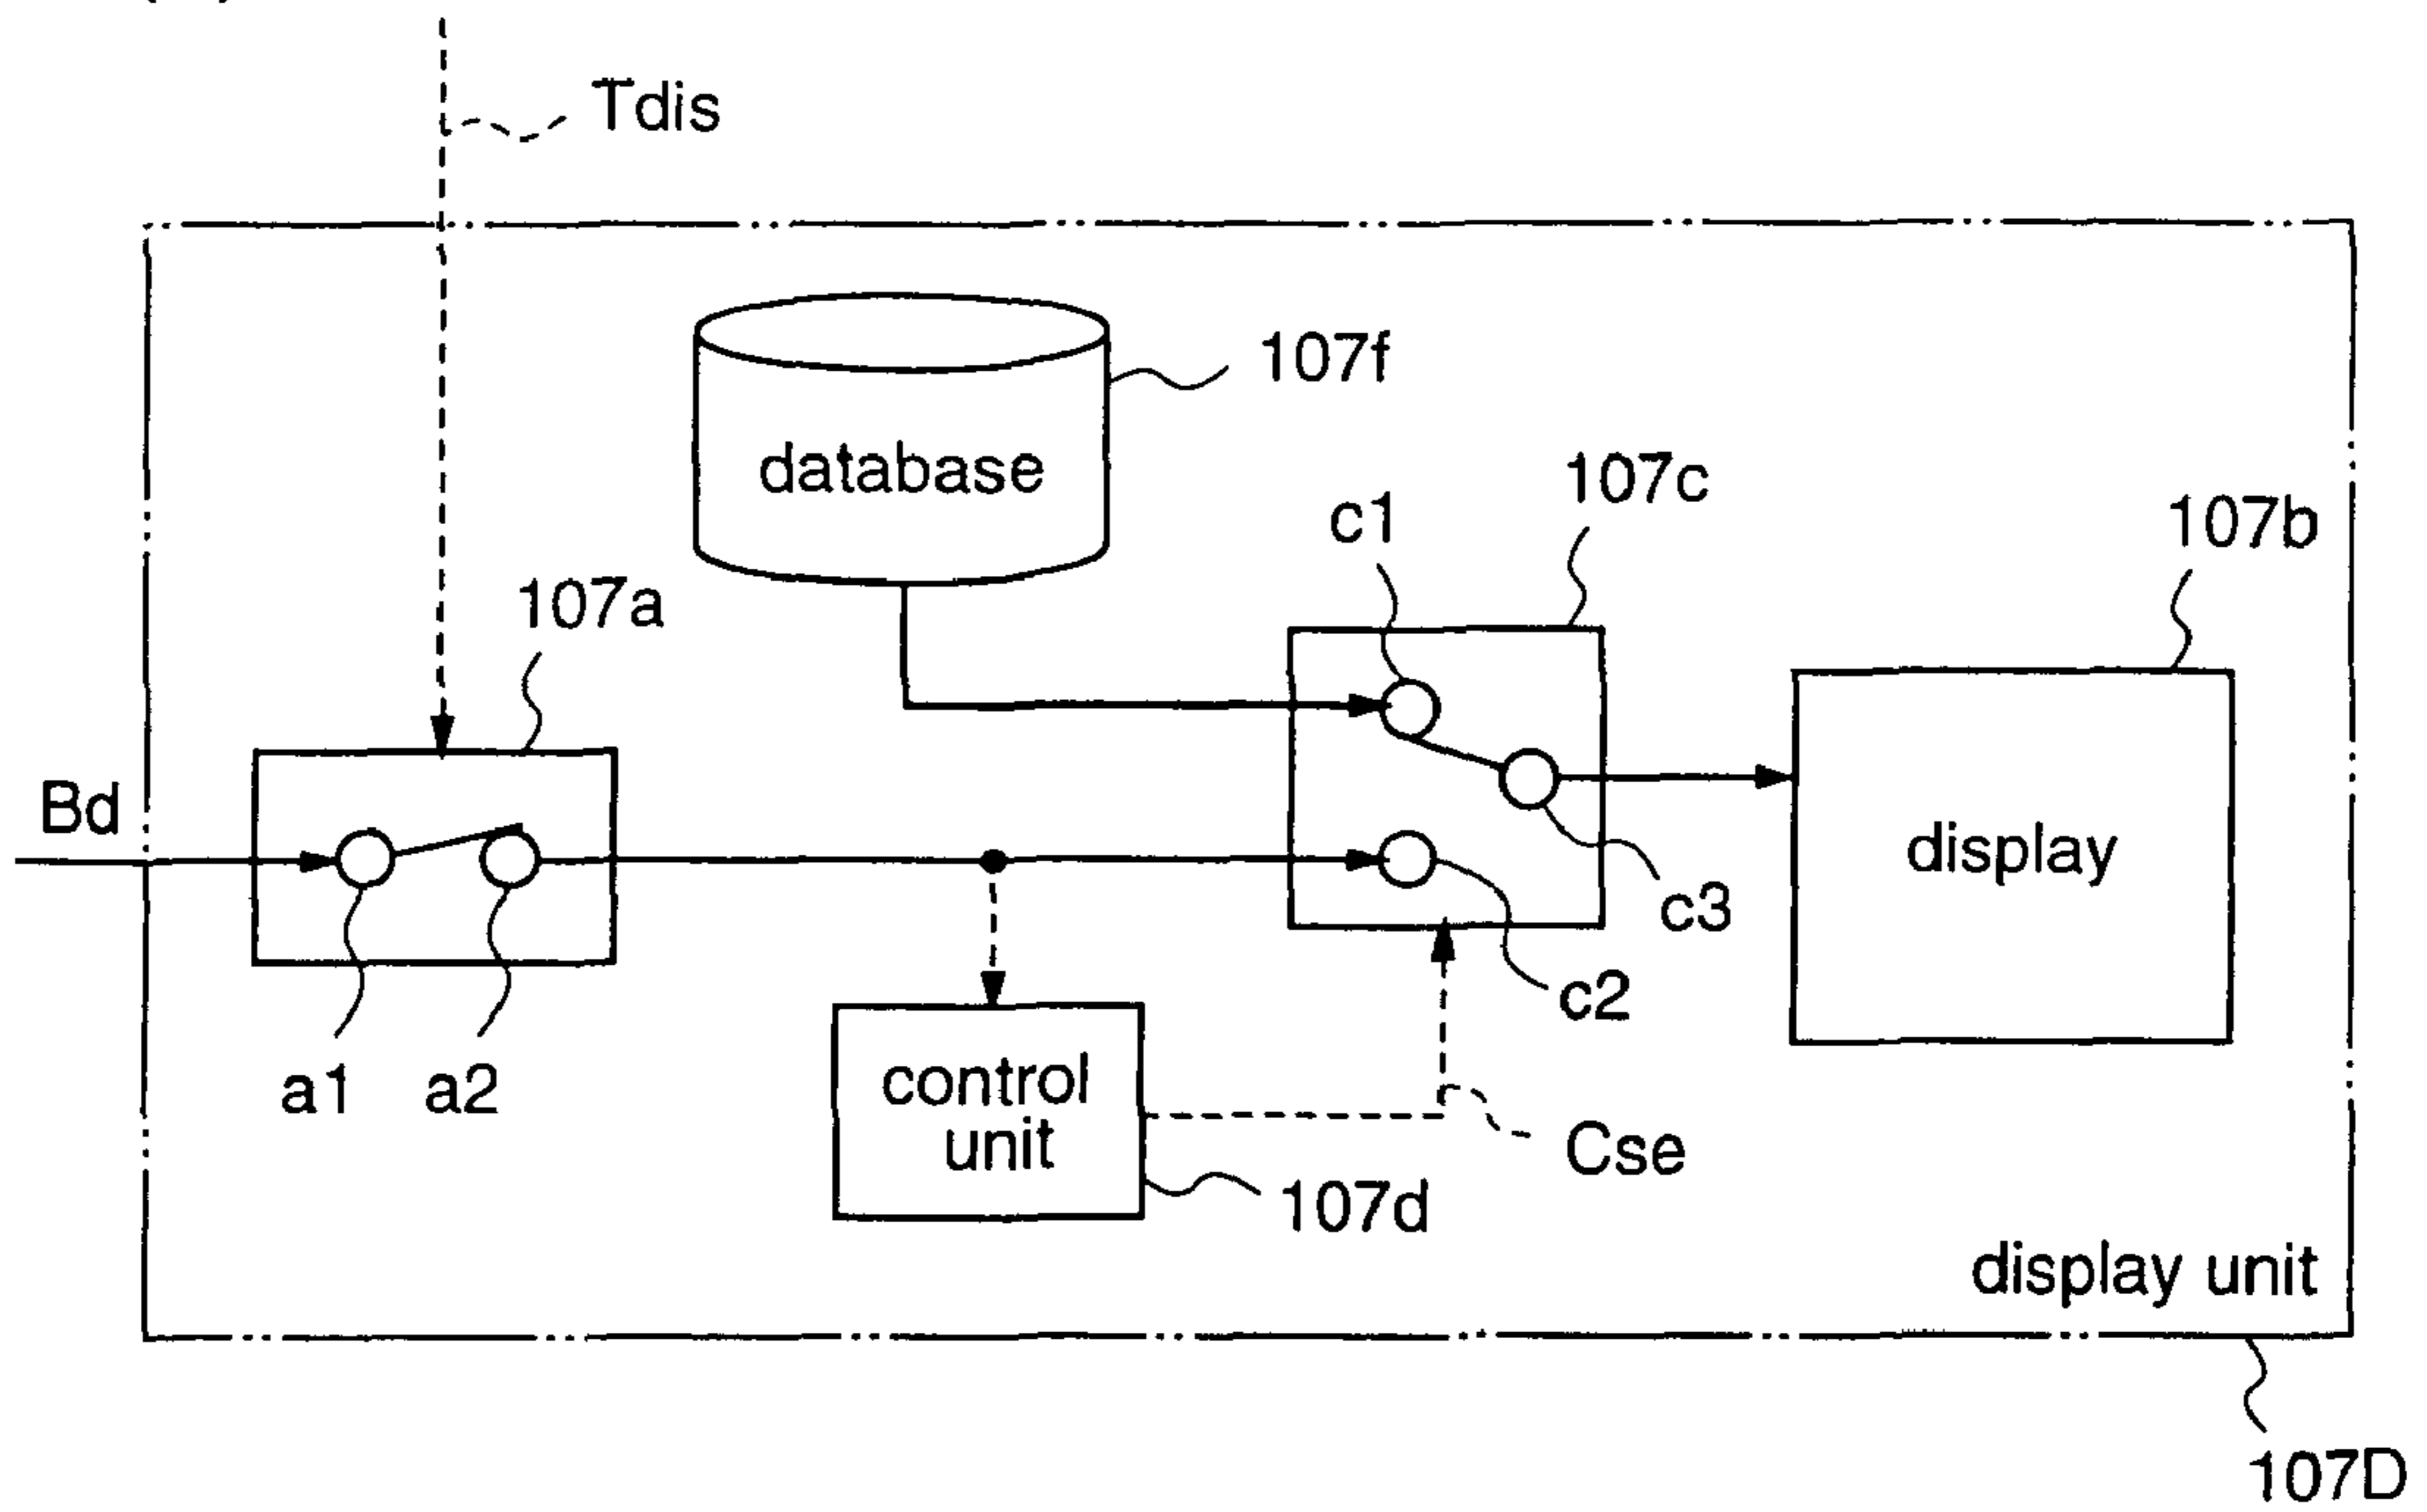 Tdis
107f
database
107c
c1
107b
107a
Bd
display
c3
c2
a1
a2
control
unit
Cse
107d
display unit
107D